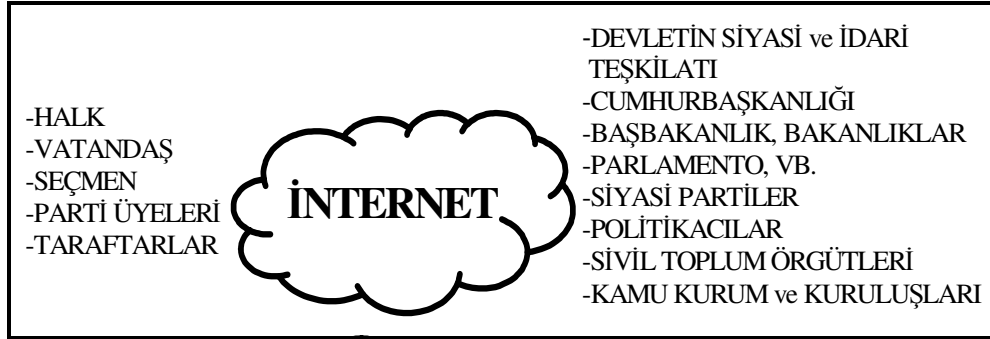 -HALK
-VATANDAŞ
-SEÇMEN
-PARTİ ÜYELERİ
-TARAFTARLAR
İNTERNET
-DEVLETİN SİYASİ ve İDARİ
TEŞKİLATI
-CUMHURBAŞKANLIĞI
-BAŞBAKANLIK, BAKANLIKLAR
-PARLAMENTO, VB.
-SİYASİ PARTİLER
-POLİTİKACILAR
-SİVİL TOPLUM ÖRGÜTLERİ
-KAMU KURUM ve KURULUŞLARI